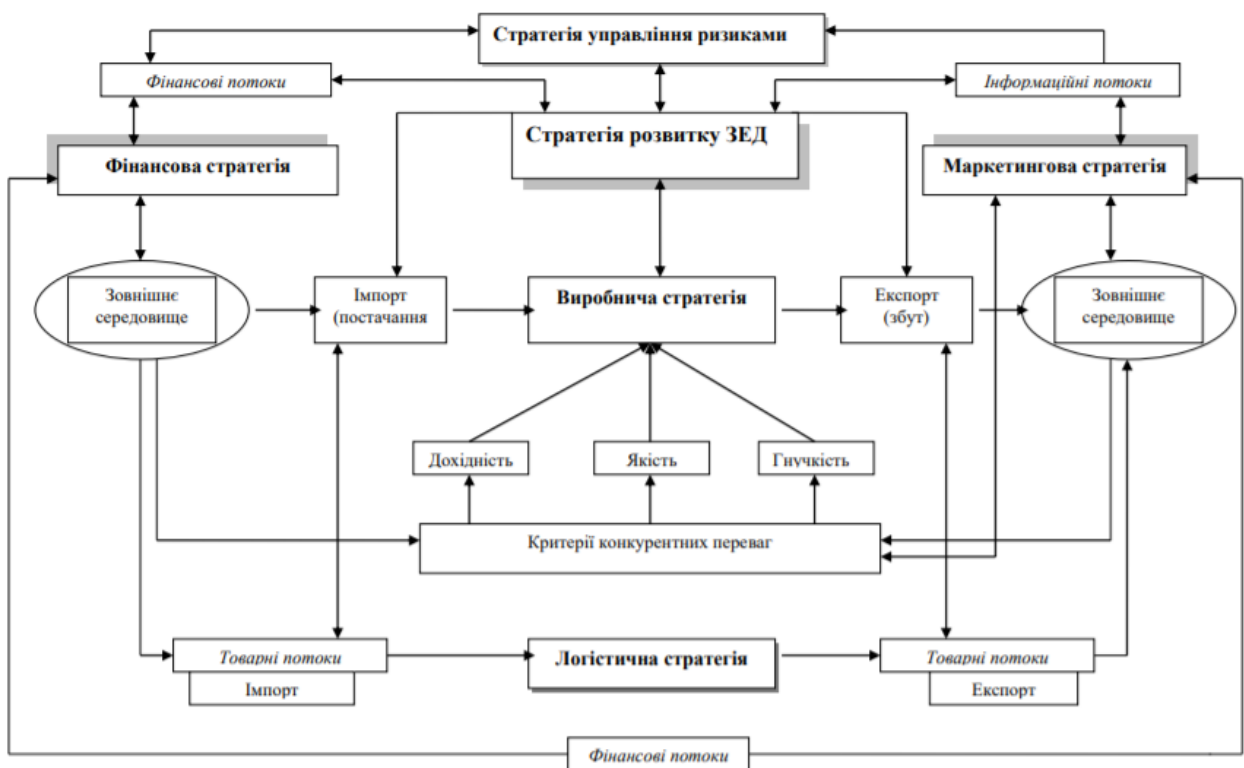 Стратегія управління ризиками
Фінансові потоки
Інформаційні потоки
Стратегія розвитку ЗЕД
Фінансова стратегія
Маркетингова стратегія
Зовнішнє
середовище
Імпорт
(постачання
Виробнича стратегія
Експорт
(збут)
Зовнішнє
середовище
Дохідність
Якість
Гнучкість
Критерії конкурентних переваг
Товарні потоки
Імпорт
Логістична стратегія
Товарні потоки
Експорт
Фінансові потоки